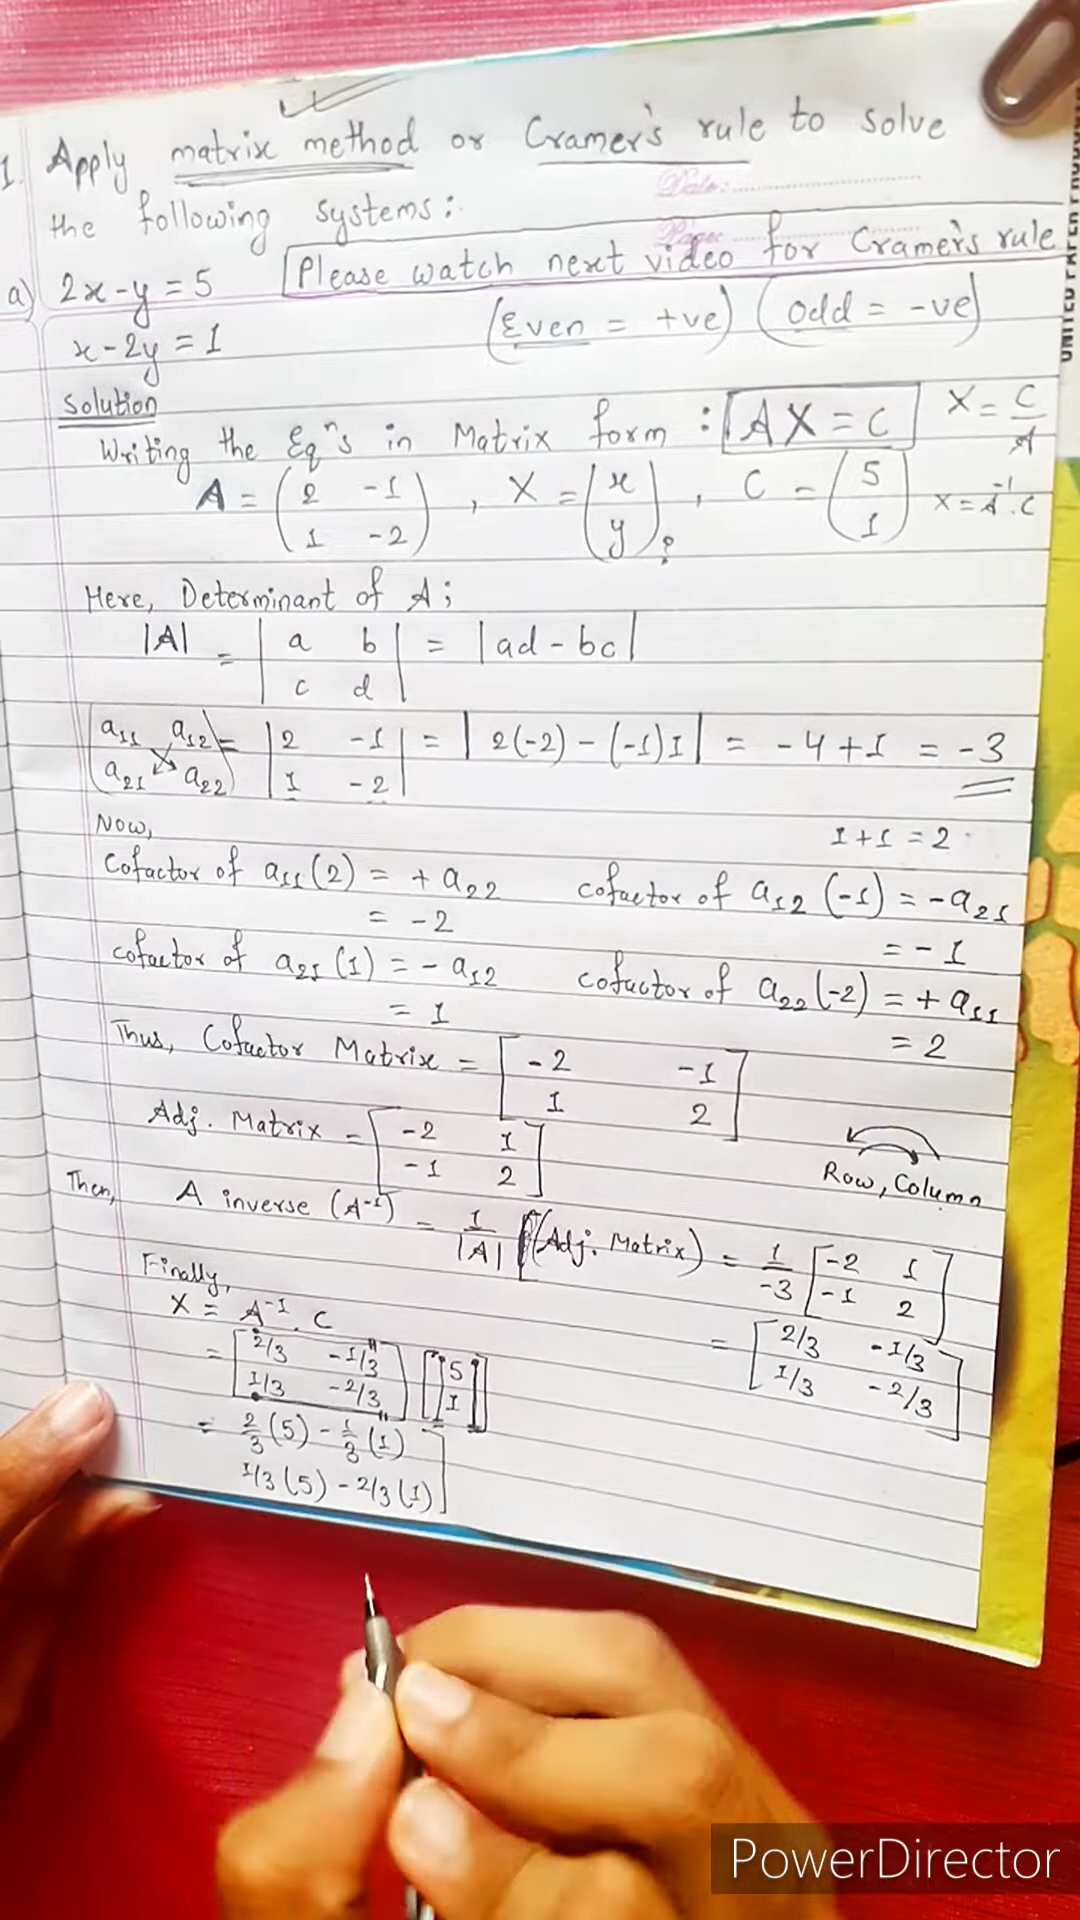 1. Apply matrix method or Cramer's rule to solve
the following systems:
Date:
Page:
Please watch next video for Cramer's rule
a) 2x-y = 5
x-2y = 1
(Even = +ve) (Odd = -ve)
Solution
Writing the Eqⁿs in Matrix form : AX = C
X = C/A
A = (2 -1; 1 -2), X = (x; y)?, C = (5; 1)
X = A⁻¹.C
Here, Determinant of A;
|A| = |a b; c d| = |ad - bc|
(a11 a12; a21 a22) = |2 -1; 1 -2| = |2(-2) - (-1)1| = -4+1 = -3
Now,
1+1 = 2
Cofactor of a11 (2) = + a22
= -2
cofactor of a12 (-1) = -a21
= -1
cofactor of a21 (1) = - a12
= 1
cofactor of a22 (-2) = + a11
= 2
Thus, Cofactor Matrix = [-2 -1; 1 2]
Adj. Matrix = [-2 1; -1 2]
Row, Column
Then, A inverse (A⁻¹) = 1/|A| (Adj. Matrix) = 1/-3 [-2 1; -1 2]
= [2/3 -1/3; 1/3 -2/3]
Finally,
X = A⁻¹. C
= [2/3 -1/3; 1/3 -2/3] [5; 1]
= 2/3 (5) - 1/3 (1)
1/3 (5) - 2/3 (1)]
PowerDirector